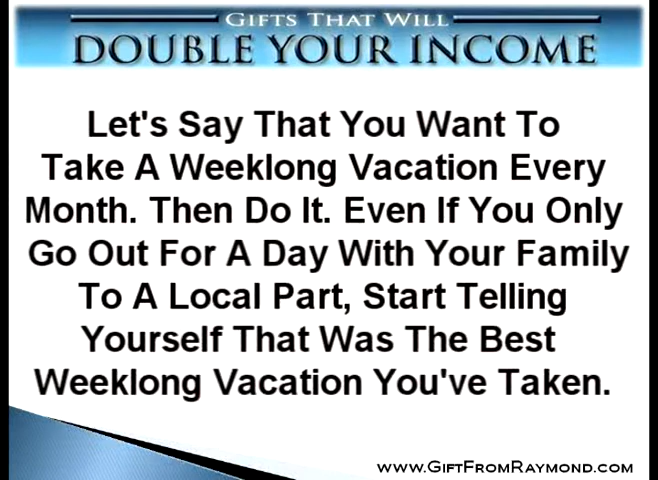 Gifts That Will
Double Your Income
Let's Say That You Want To
Take A Weeklong Vacation Every
Month. Then Do It. Even If You Only
Go Out For A Day With Your Family
To A Local Part, Start Telling
Yourself That Was The Best
Weeklong Vacation You've Taken.
www.GiftFromRaymond.com